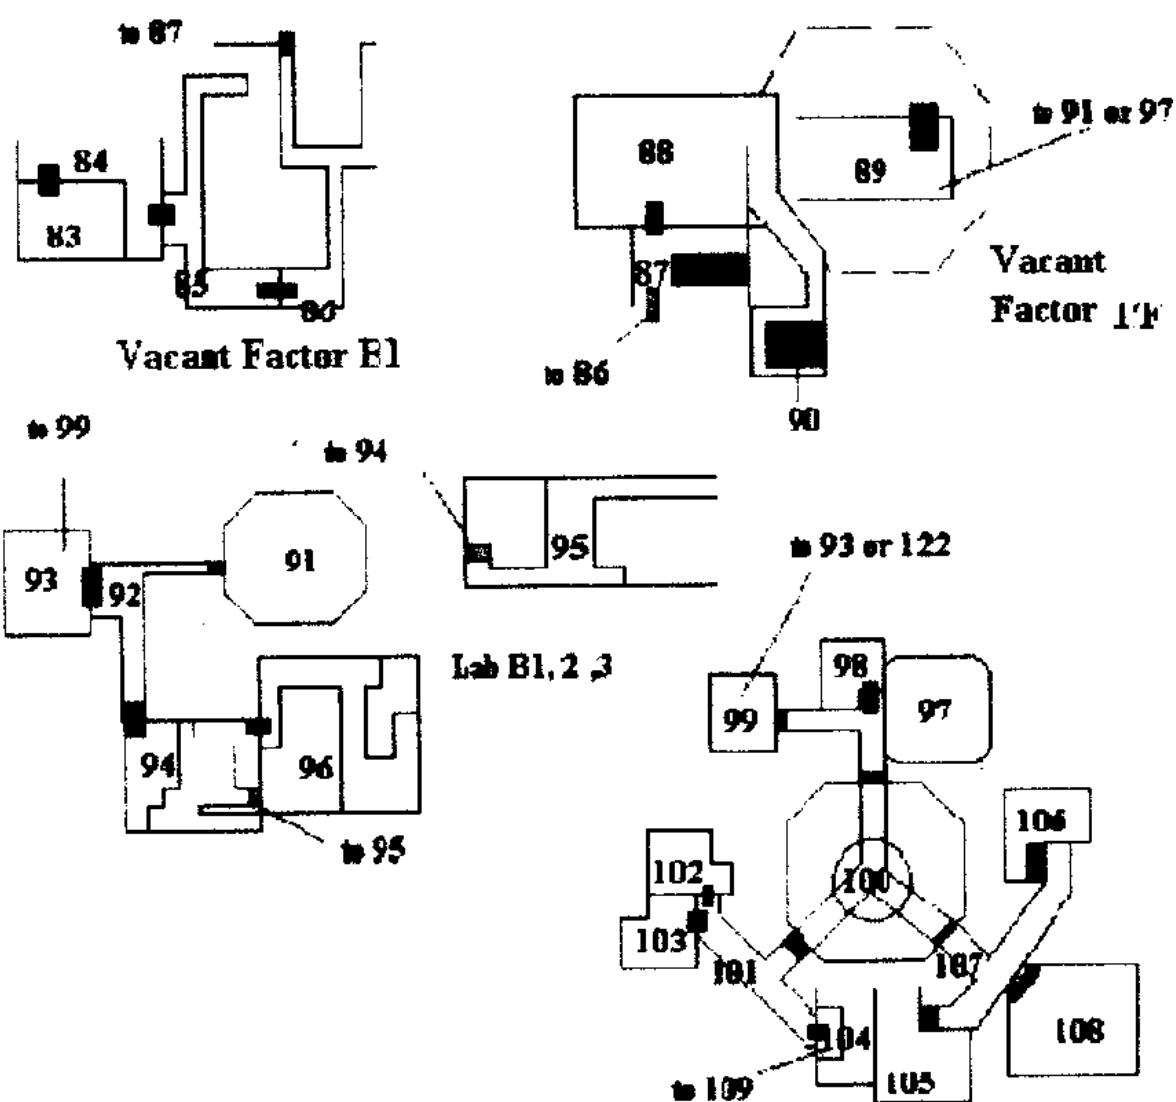 to 87
84
83
85
86
Vacant Factor B1
88
89
to 91 or 97
87
to 86
90
Vacant
Factor 1F
to 99
to 94
93
92
91
95
Lab B1, 2 ,3
94
96
to 95
to 93 or 122
98
99
97
100
106
102
103
101
107
104
105
108
to 109